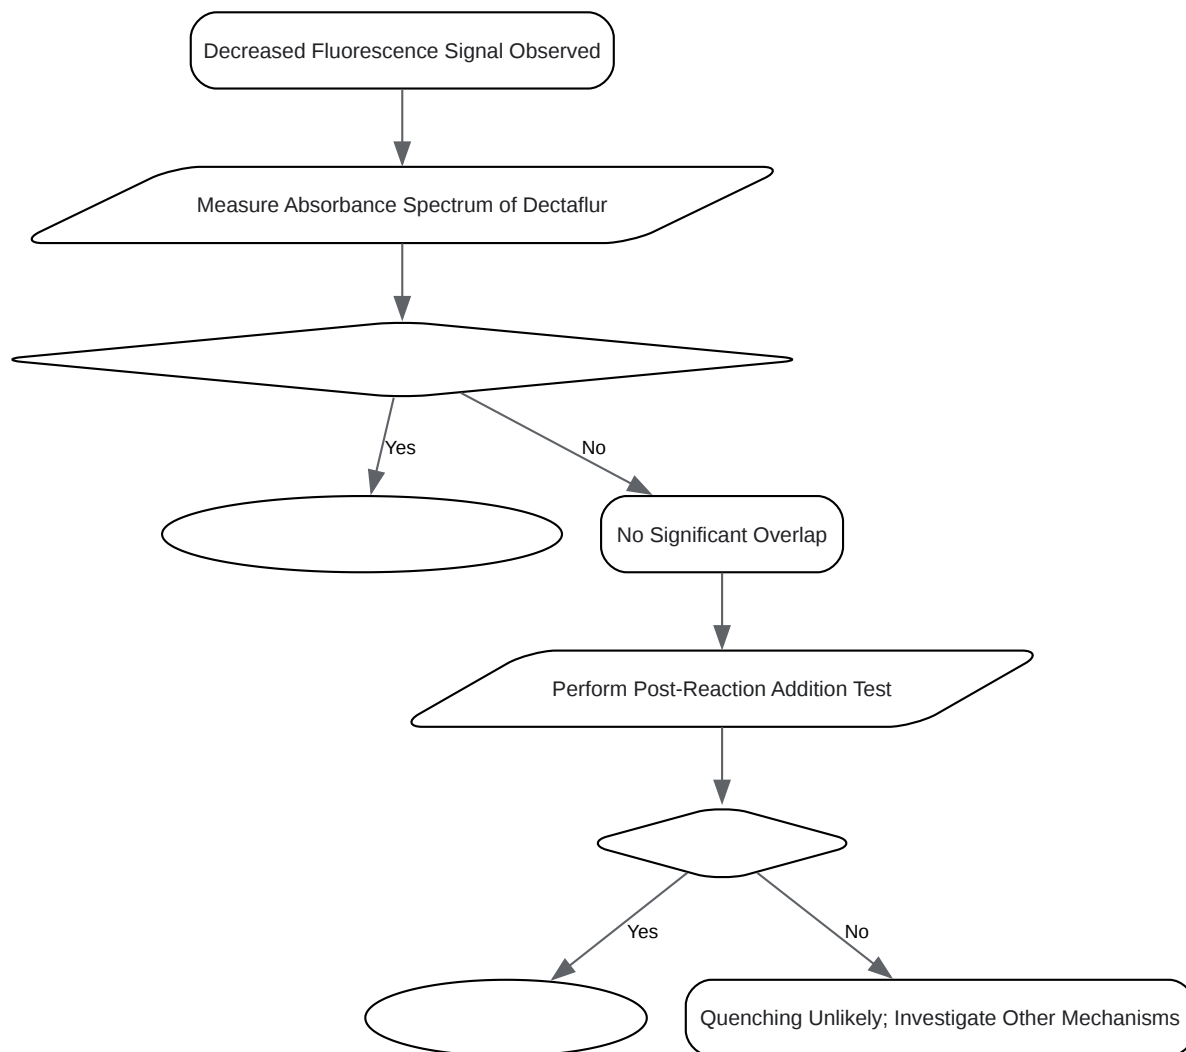 Decreased Fluorescence Signal Observed
Measure Absorbance Spectrum of Dectaflur
Yes
No
No Significant Overlap
Perform Post-Reaction Addition Test
Yes
No
Quenching Unlikely; Investigate Other Mechanisms